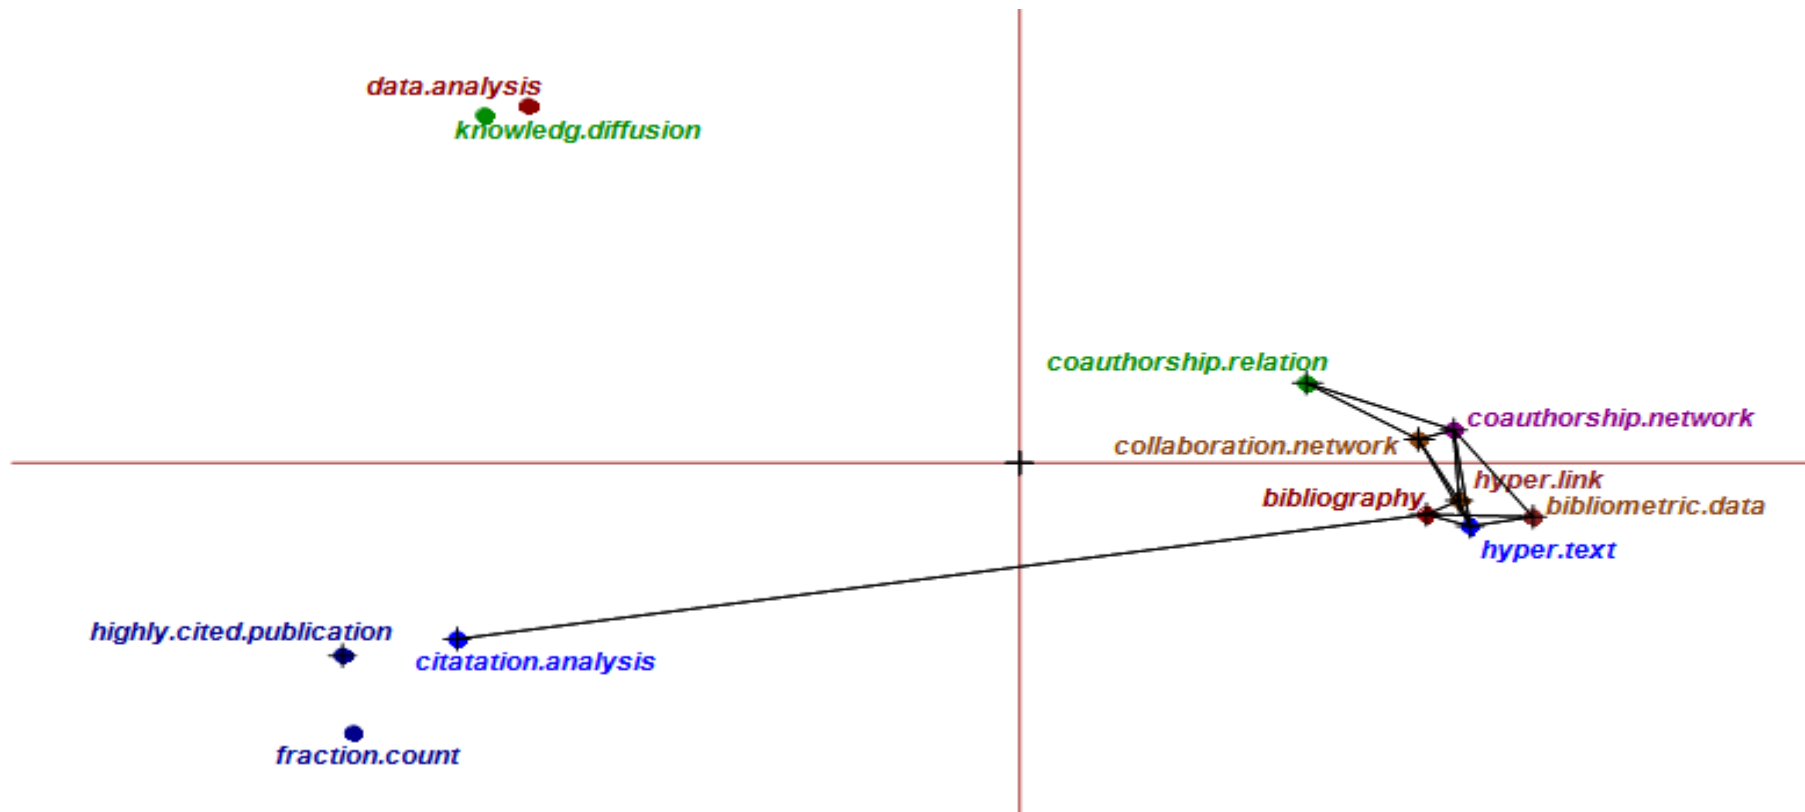 data.analysis
knowledg.diffusion
coauthorship.relation
coauthorship.network
collaboration.network
hyper.link
bibliography
bibliometric.data
hyper.text
highly.cited.publication
citatation.analysis
fraction.count